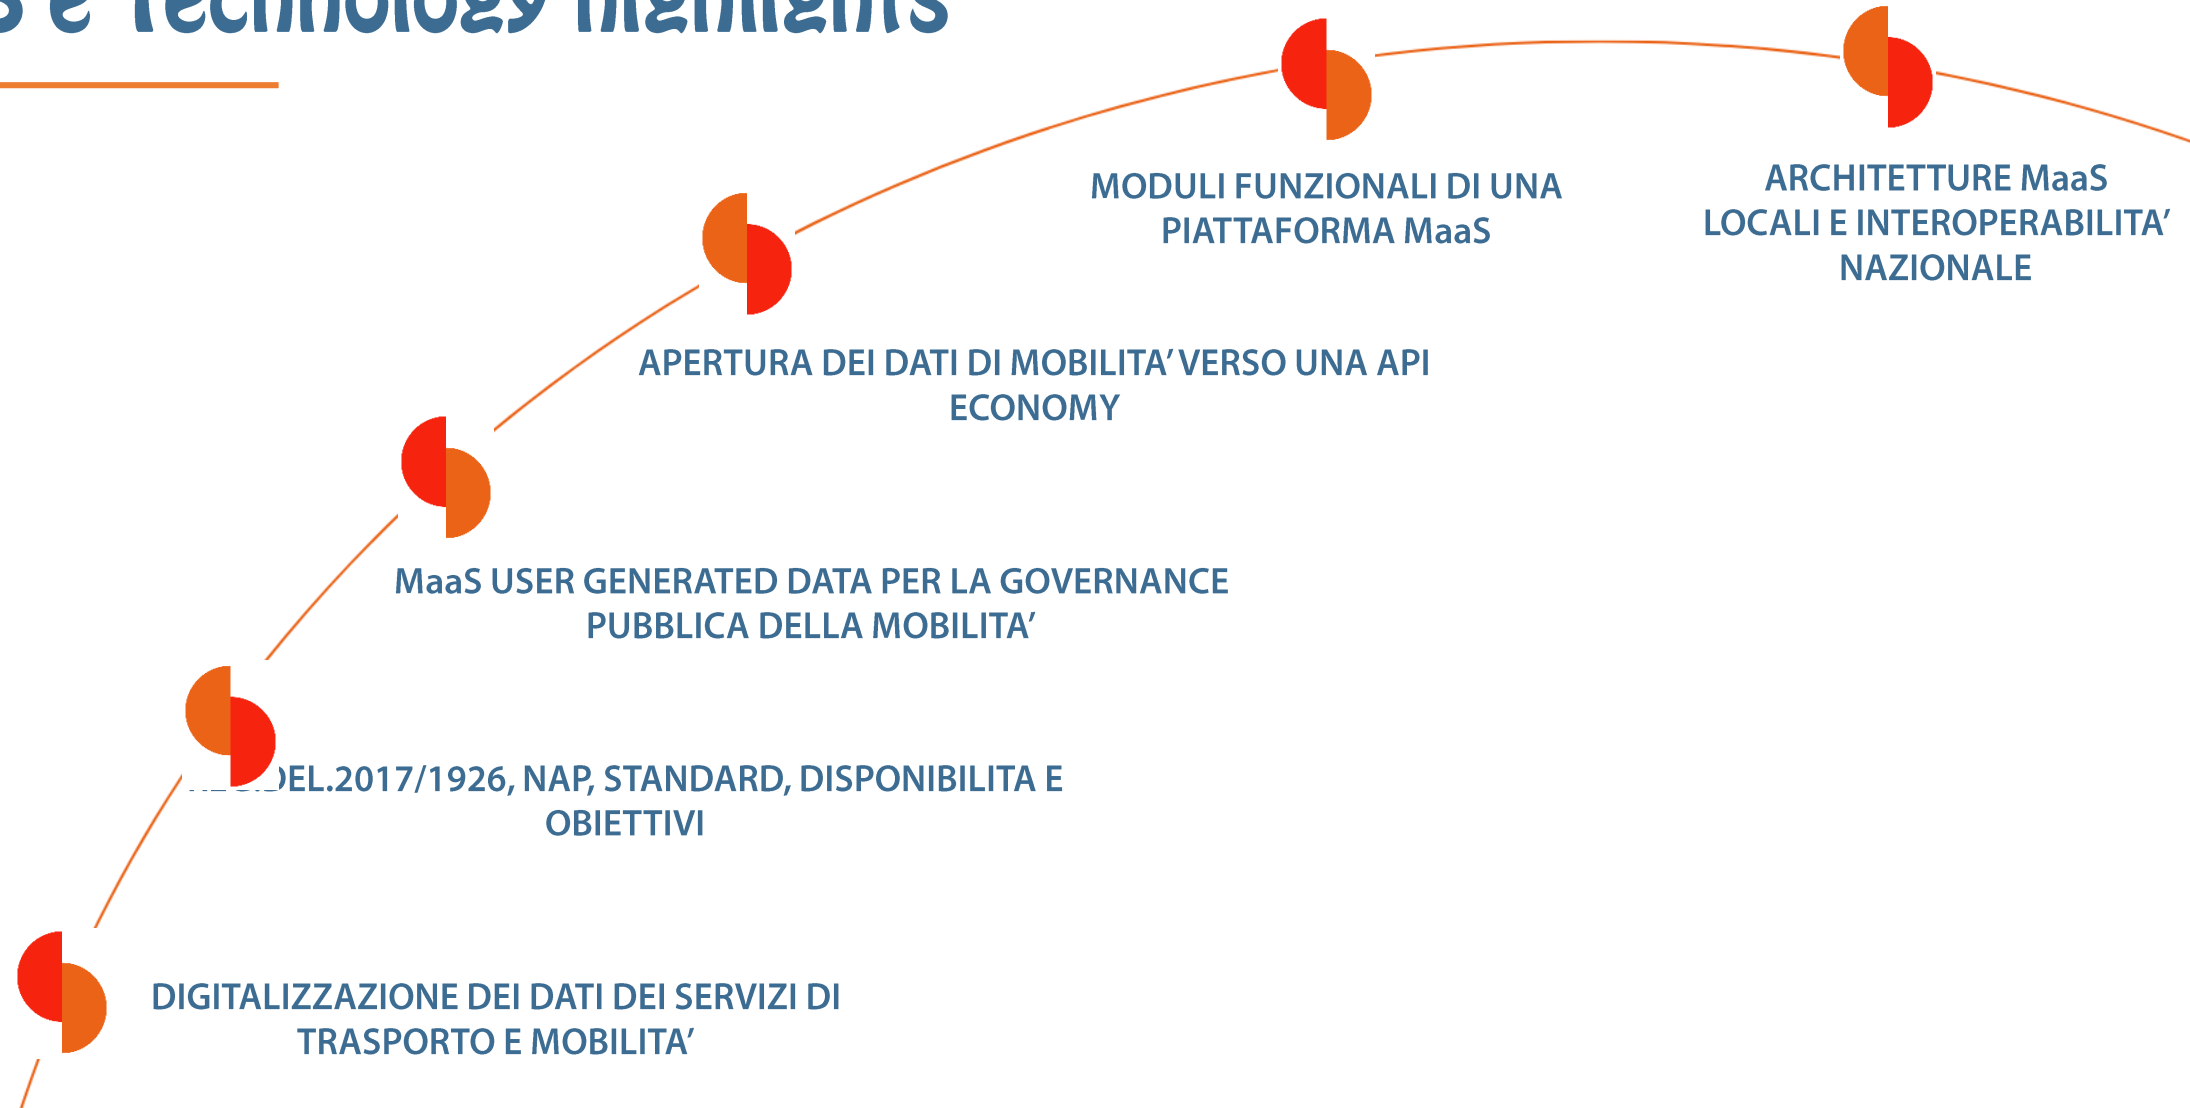 e Technology highlights
MODULI FUNZIONALI DI UNA
PIATTAFORMA MaaS
ARCHITETTURE MaaS
LOCALI E INTEROPERABILITA’
NAZIONALE
APERTURA DEI DATI DI MOBILITA’ VERSO UNA API
ECONOMY
MaaS USER GENERATED DATA PER LA GOVERNANCE
PUBBLICA DELLA MOBILITA’
DEL.2017/1926, NAP, STANDARD, DISPONIBILITA E
OBIETTIVI
DIGITALIZZAZIONE DEI DATI DEI SERVIZI DI
TRASPORTO E MOBILITA’